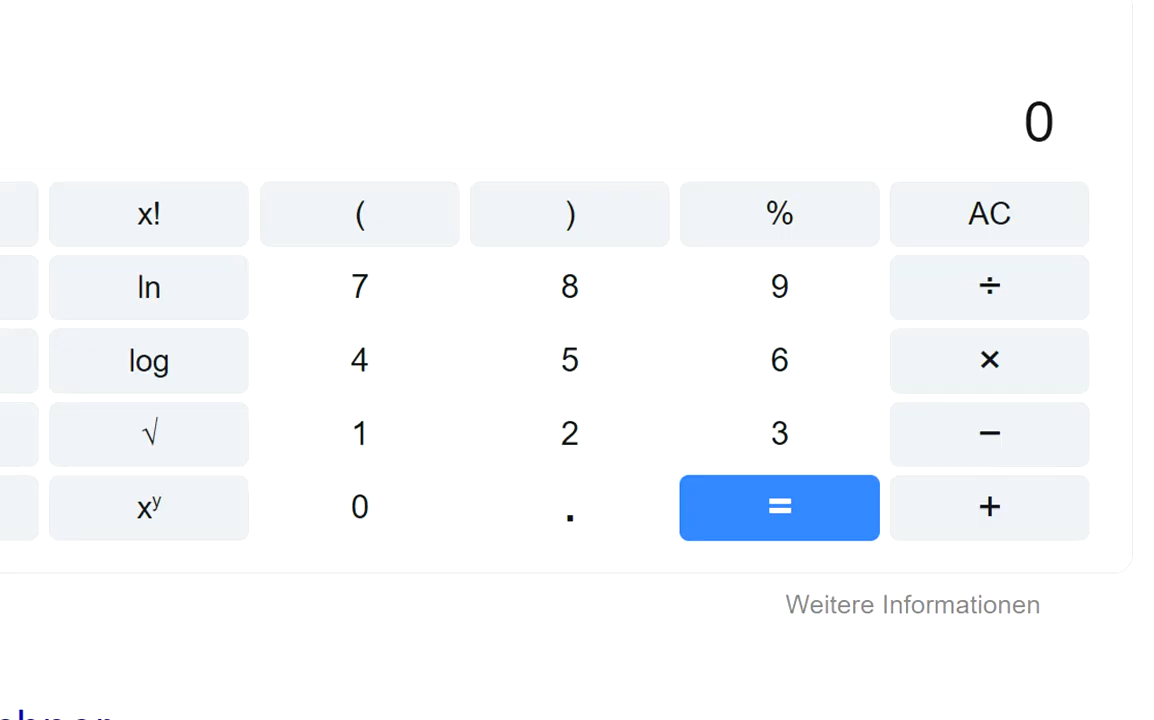 0
x! ( ) % AC
ln 7 8 9 ÷
log 4 5 6 ×
√ 1 2 3 −
xʸ 0 . = +
Weitere Informationen